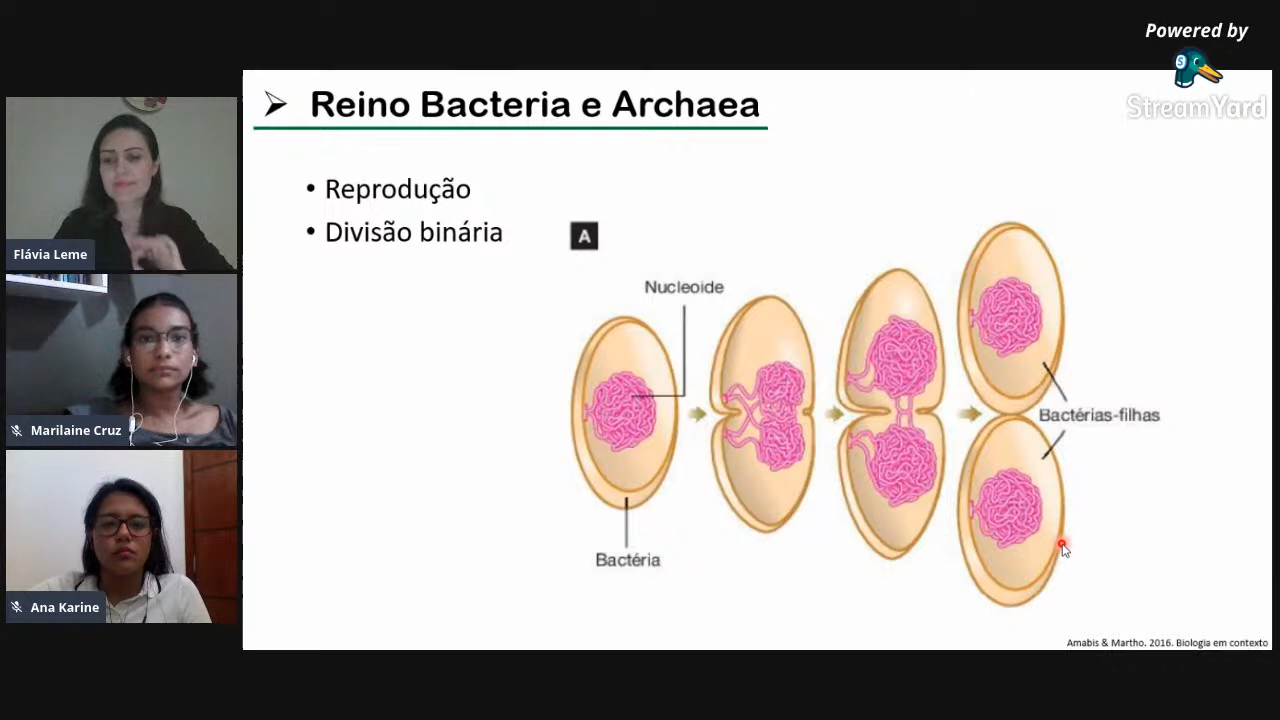 Powered by
StreamYard
➢ Reino Bacteria e Archaea
• Reprodução
• Divisão binária
A
Nucleoide
Bactéria
Bactérias-filhas
Amabis & Martho. 2016. Biologia em contexto
Flávia Leme
Marilaine Cruz
Ana Karine